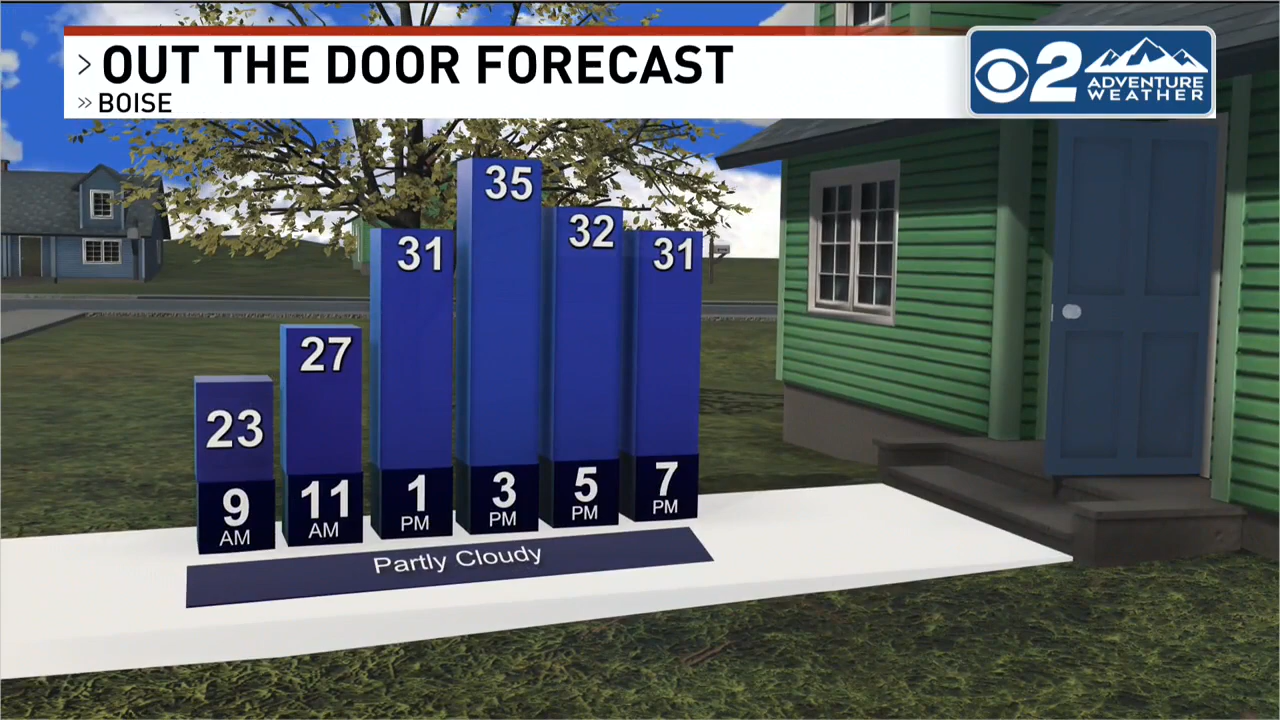 > OUT THE DOOR FORECAST
» BOISE
2 ADVENTURE
WEATHER
35
31
32
31
27
23
9
AM
11
AM
1
PM
3
PM
5
PM
7
PM
Partly Cloudy